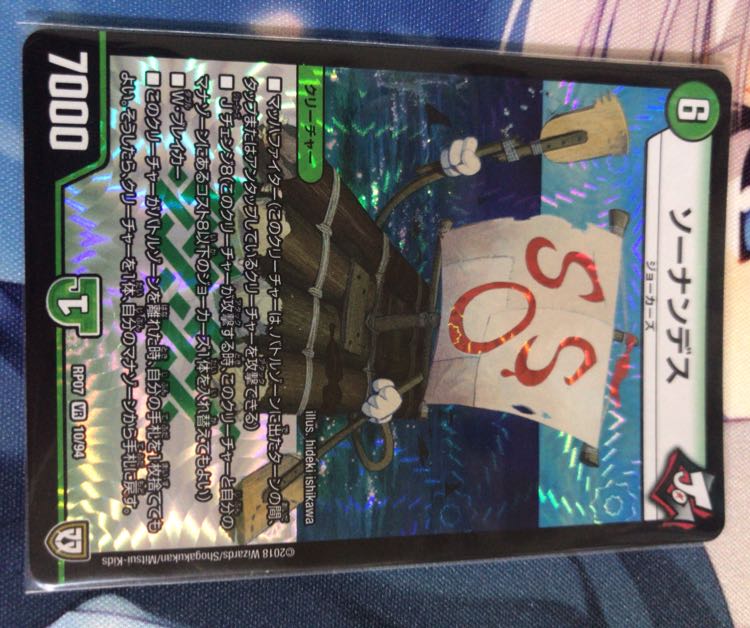 6
ソーナンデス
ジョーカーズ
SOS
illus. hideki ishikawa
クリーチャー
■マッハファイター(このクリーチャーは、バトルゾーンに出たターンの間、
タップまたはアンタップしているクリーチャーを攻撃できる)
■Jチェンジ8(このクリーチャーが攻撃する時、このクリーチャーと自分の
マナゾーンにあるコスト8以下のジョーカーズ1体を入れ替えてもよい)
■W・ブレイカー
■このクリーチャーがバトルゾーンを離れた時、自分の手札を1枚捨てても
よい。そうしたら、クリーチャーを1体、自分のマナゾーンから手札に戻す。
7000
RP07 VR 10/94
©2018 Wizards/Shogakukan/Mitsui-Kids